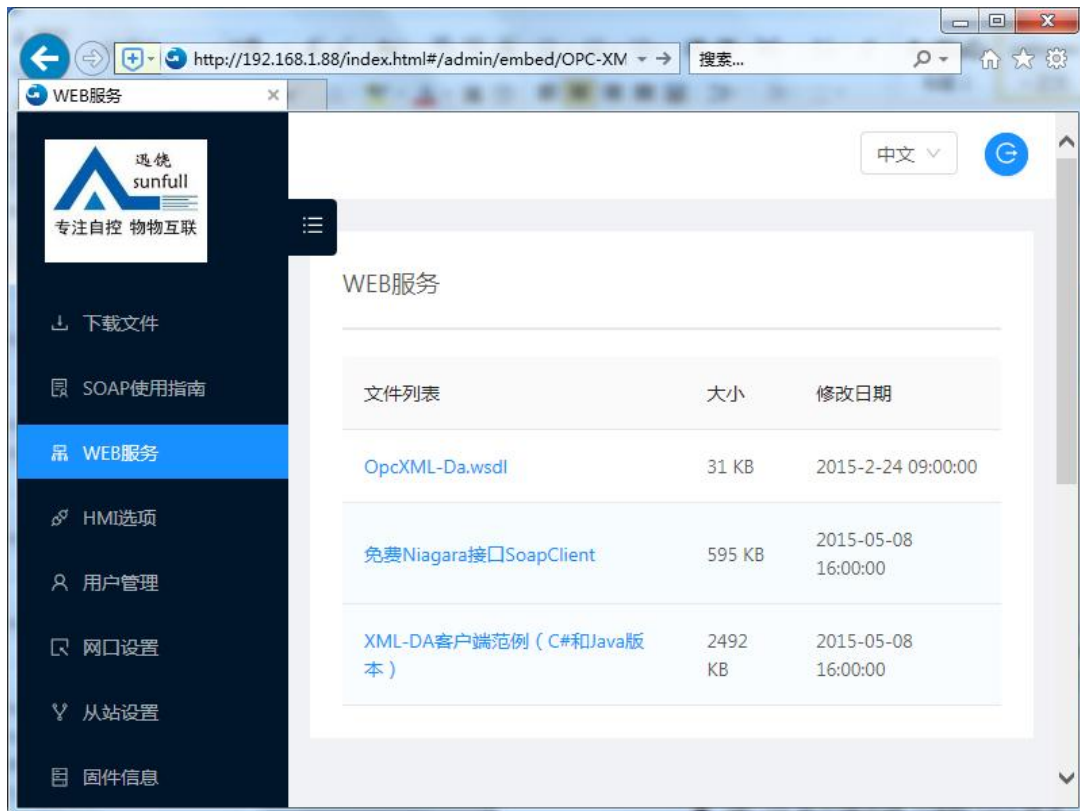 http://192.168.1.88/index.html#/admin/embed/OPC-XM
搜索...
WEB服务
迅饶
sunfull
专注自控 物物互联
中文
下载文件
SOAP使用指南
WEB服务
HMI选项
用户管理
网口设置
从站设置
固件信息
WEB服务
文件列表 大小 修改日期
OpcXML-Da.wsdl 31 KB 2015-2-24 09:00:00
免费Niagara接口SoapClient 595 KB 2015-05-08
16:00:00
XML-DA客户端范例（C#和Java版 2492 2015-05-08
本） KB 16:00:00